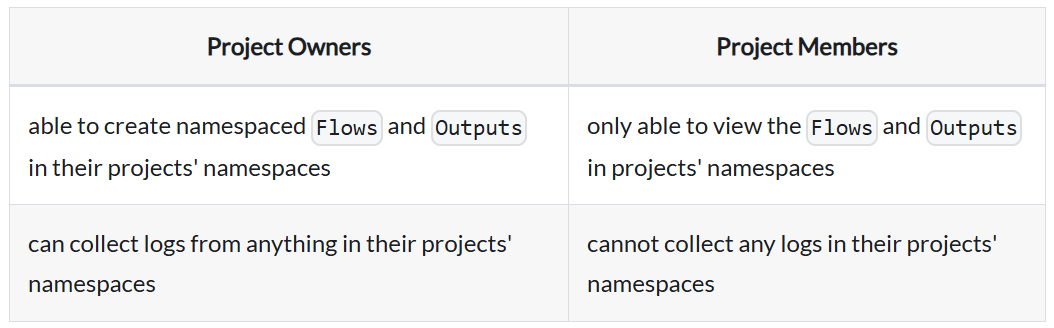 Project Owners
Project Members
able to create namespaced Flows and Outputs
in their projects' namespaces
only able to view the Flows and Outputs
in projects' namespaces
can collect logs from anything in their projects'
namespaces
cannot collect any logs in their projects'
namespaces